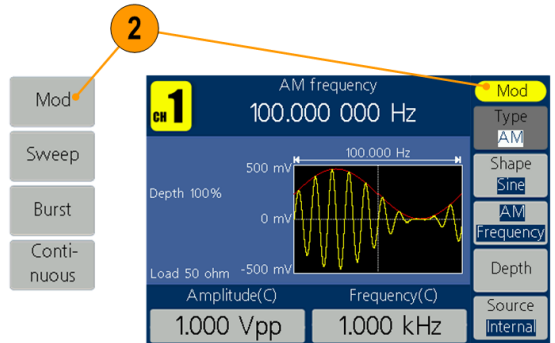 2
Mod
Sweep
Burst
Conti-
nuous
CH 1
AM frequency
100.000 000 Hz
Depth 100%
Load 50 ohm
500 mV
0 mV
-500 mV
100.000 Hz
Amplitude(C)
1.000 Vpp
Frequency(C)
1.000 kHz
Mod
Type
AM
Shape
Sine
AM
Frequency
Depth
Source
Internal